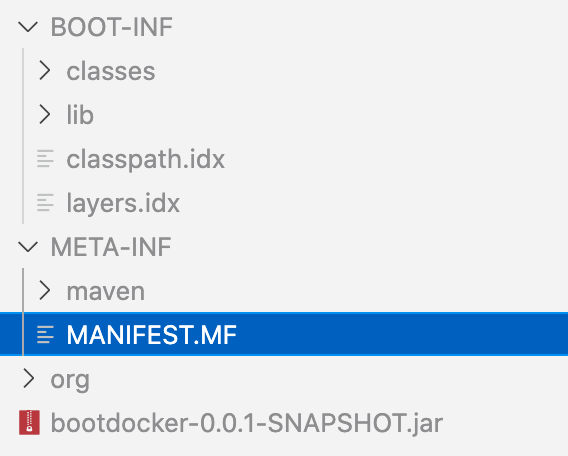 BOOT-INF
classes
lib
classpath.idx
layers.idx
META-INF
maven
MANIFEST.MF
org
bootdocker-0.0.1-SNAPSHOT.jar